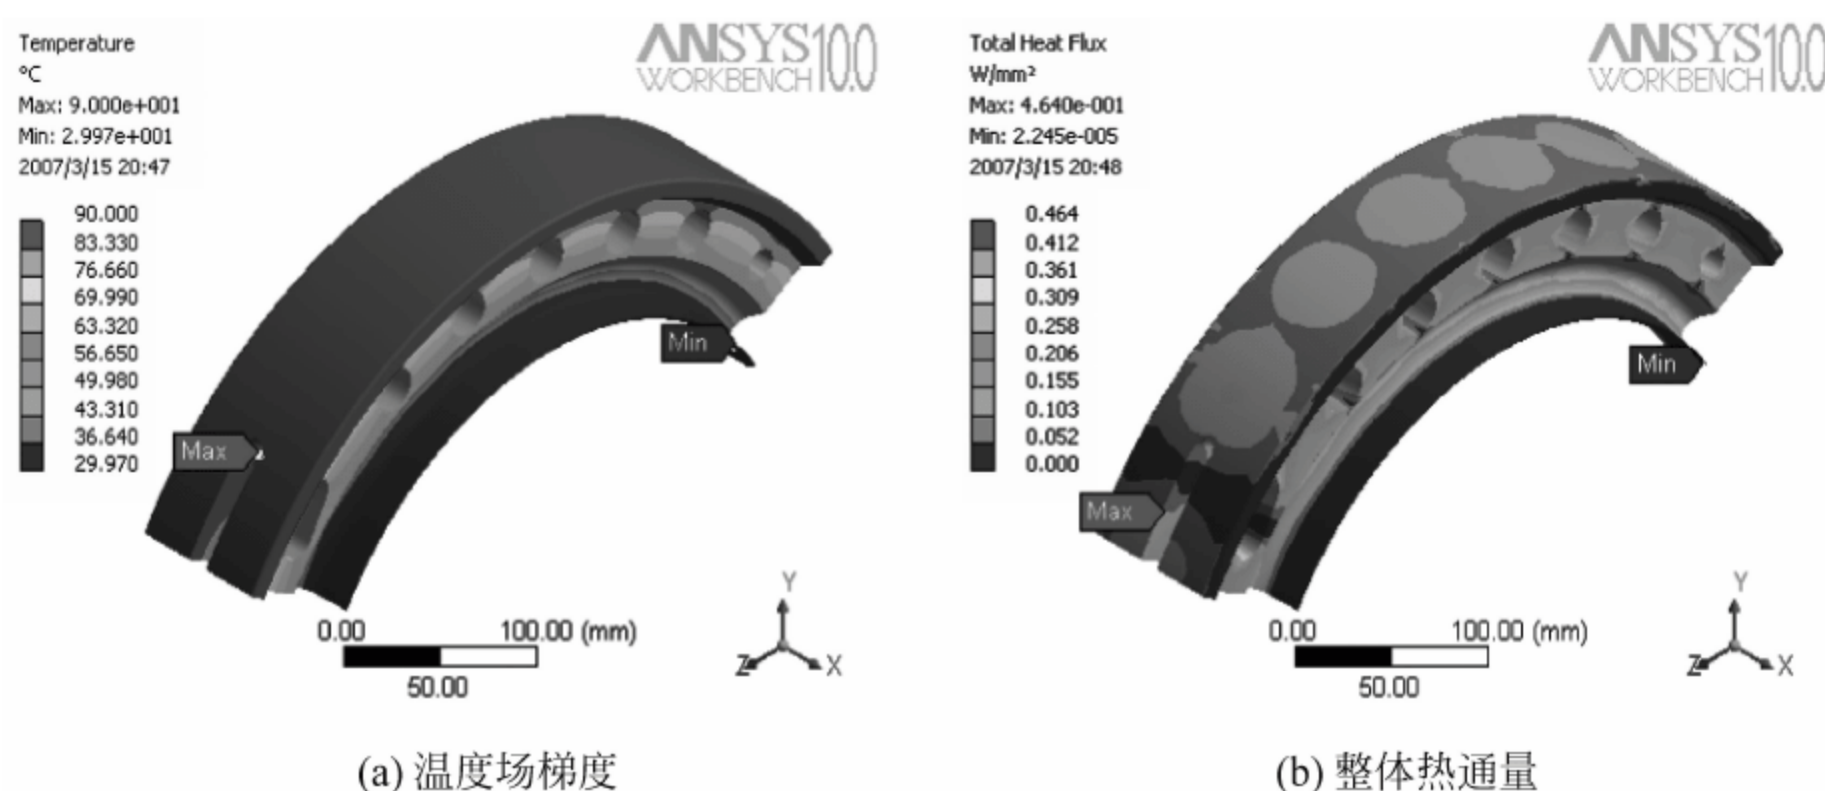 Temperature
°C
Max: 9.000e+001
Min: 2.997e+001
2007/3/15 20:47
ANSYS 10.0
WORKBENCH
90.000
83.330
76.660
69.990
63.320
56.650
49.980
43.310
36.640
29.970
Min
Max
0.00 100.00 (mm)
50.00
Y
Z X
(a) 温度场梯度
Total Heat Flux
W/mm²
Max: 4.640e-001
Min: 2.245e-005
2007/3/15 20:48
ANSYS 10.0
WORKBENCH
0.464
0.412
0.361
0.309
0.258
0.206
0.155
0.103
0.052
0.000
Min
Max
0.00 100.00 (mm)
50.00
Y
Z X
(b) 整体热通量